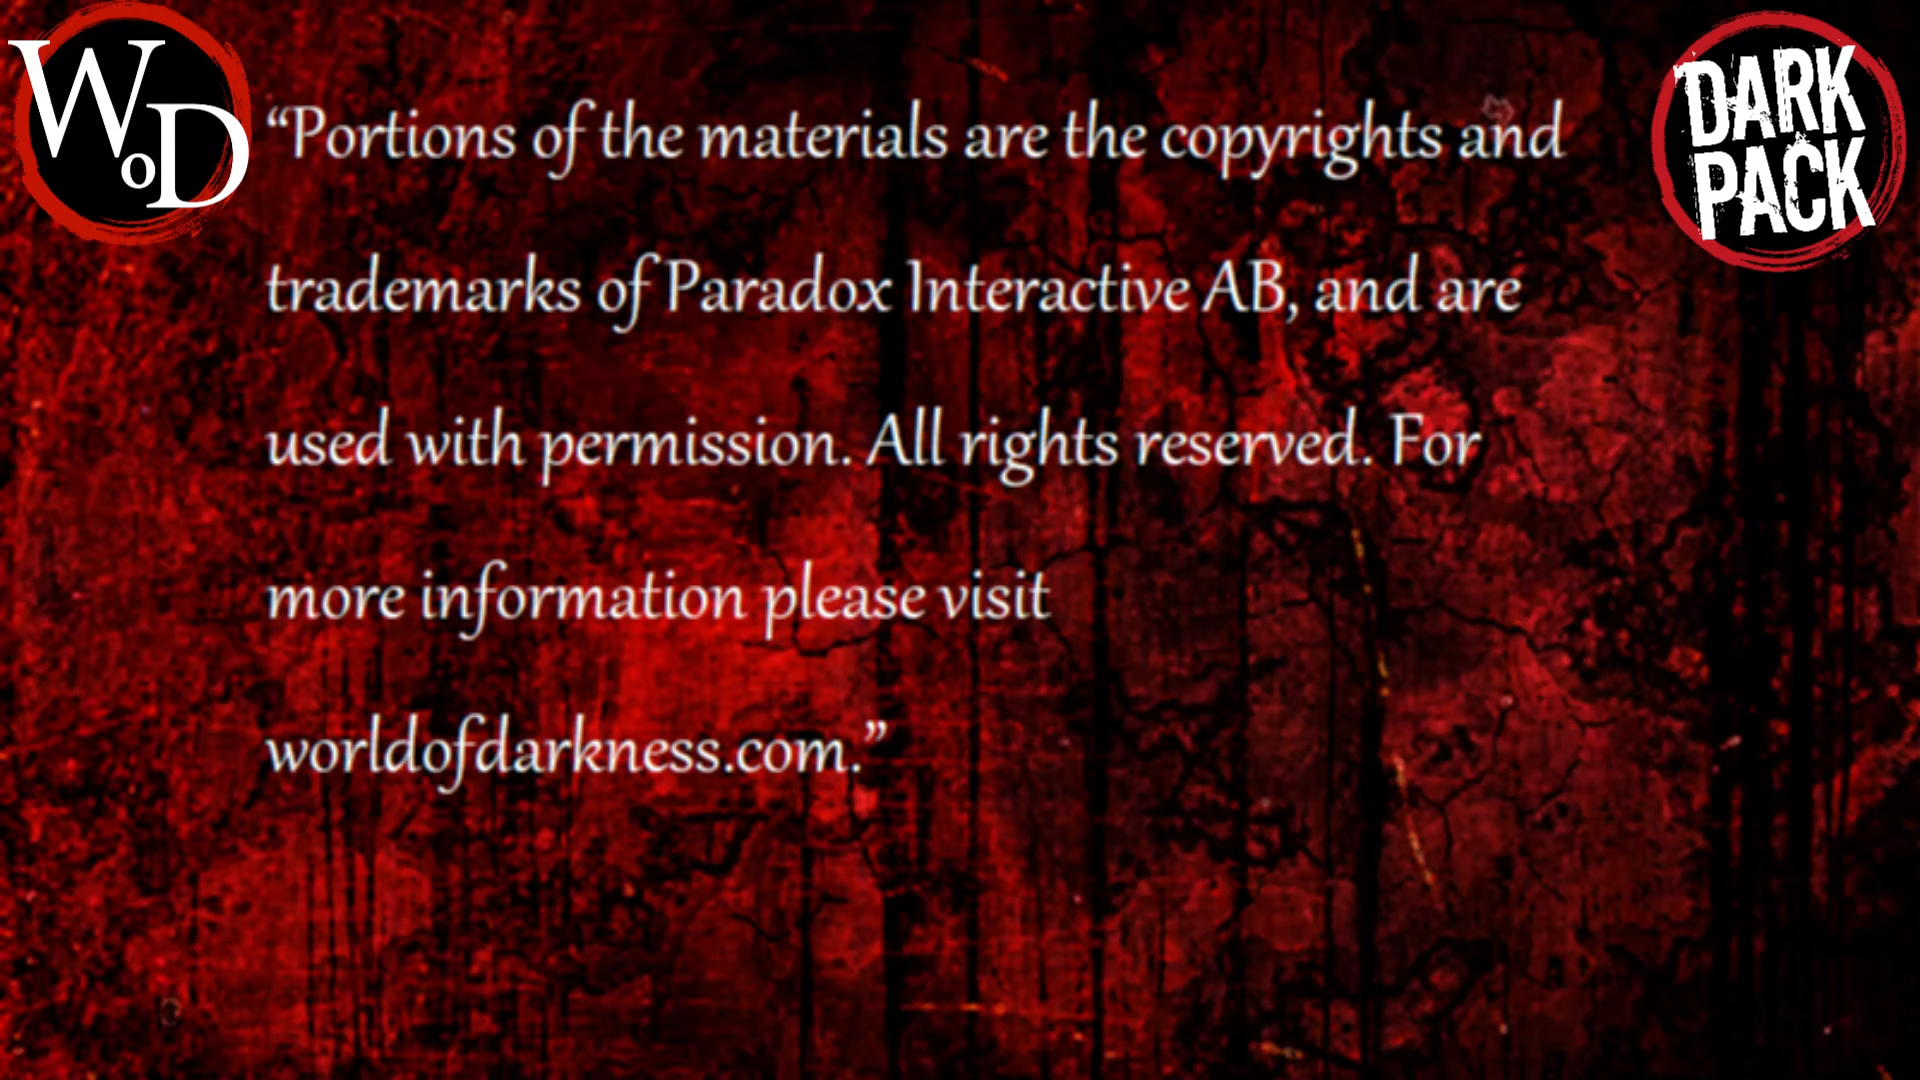 WoD
DARK
PACK
“Portions of the materials are the copyrights and
trademarks of Paradox Interactive AB, and are
used with permission. All rights reserved. For
more information please visit
worldofdarkness.com.”